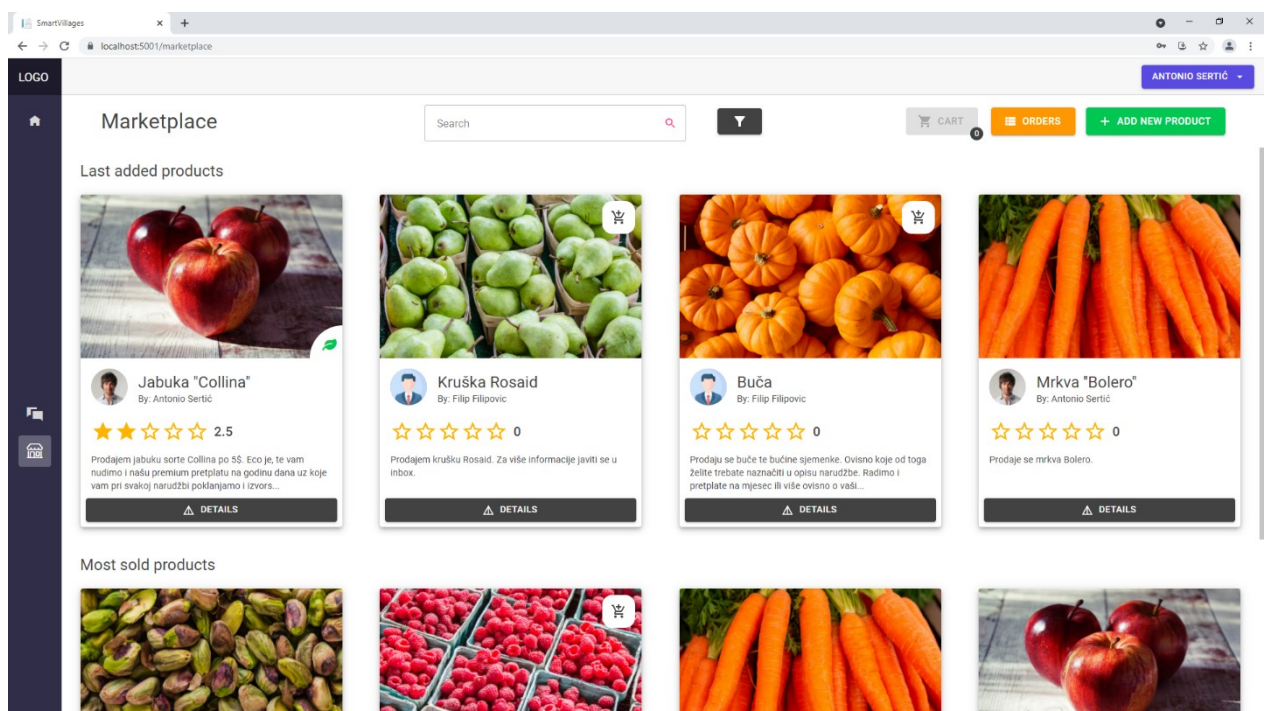 SmartVillages
localhost:5001/marketplace
LOGO
ANTONIO SERTIĆ
Marketplace
Search
CART
0
ORDERS
+ ADD NEW PRODUCT
Last added products
Jabuka "Collina"
By: Antonio Sertić
2.5
Prodajem jabuku sorte Collina po 5$. Eco je, te vam
nudimo i našu premium pretplatu na godinu dana uz koje
vam pri svakoj narudžbi poklanjamo i izvors...
DETAILS
Kruška Rosaid
By: Filip Filipovic
0
Prodajem krušku Rosaid. Za više informacije javiti se u
inbox.
DETAILS
Buča
By: Filip Filipovic
0
Prodaju se buče te bučine sjemenke. Ovisno koje od toga
želite trebate naznačiti u opisu narudžbe. Radimo i
pretplate na mjesec ili više ovisno o vaši...
DETAILS
Mrkva "Bolero"
By: Antonio Sertić
0
Prodaje se mrkva Bolero.
DETAILS
Most sold products